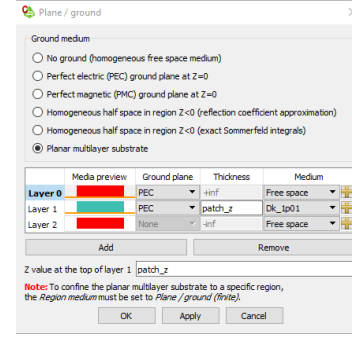 Plane / ground
Ground medium
No ground (homogeneous free space medium)
Perfect electric (PEC) ground plane at Z=0
Perfect magnetic (PMC) ground plane at Z=0
Homogeneous half space in region Z<0 (reflection coefficient approximation)
Homogeneous half space in region Z<0 (exact Sommerfeld integrals)
Planar multilayer substrate
Media preview Ground plane Thickness Medium
Layer 0 PEC +inf Free space
Layer 1 PEC patch_z Dk_1p01
Layer 2 None -inf Free space
Add Remove
Z value at the top of layer 1 patch_z
Note: To confine the planar multilayer substrate to a specific region,
the Region medium must be set to Plane / ground (finite).
OK Apply Cancel